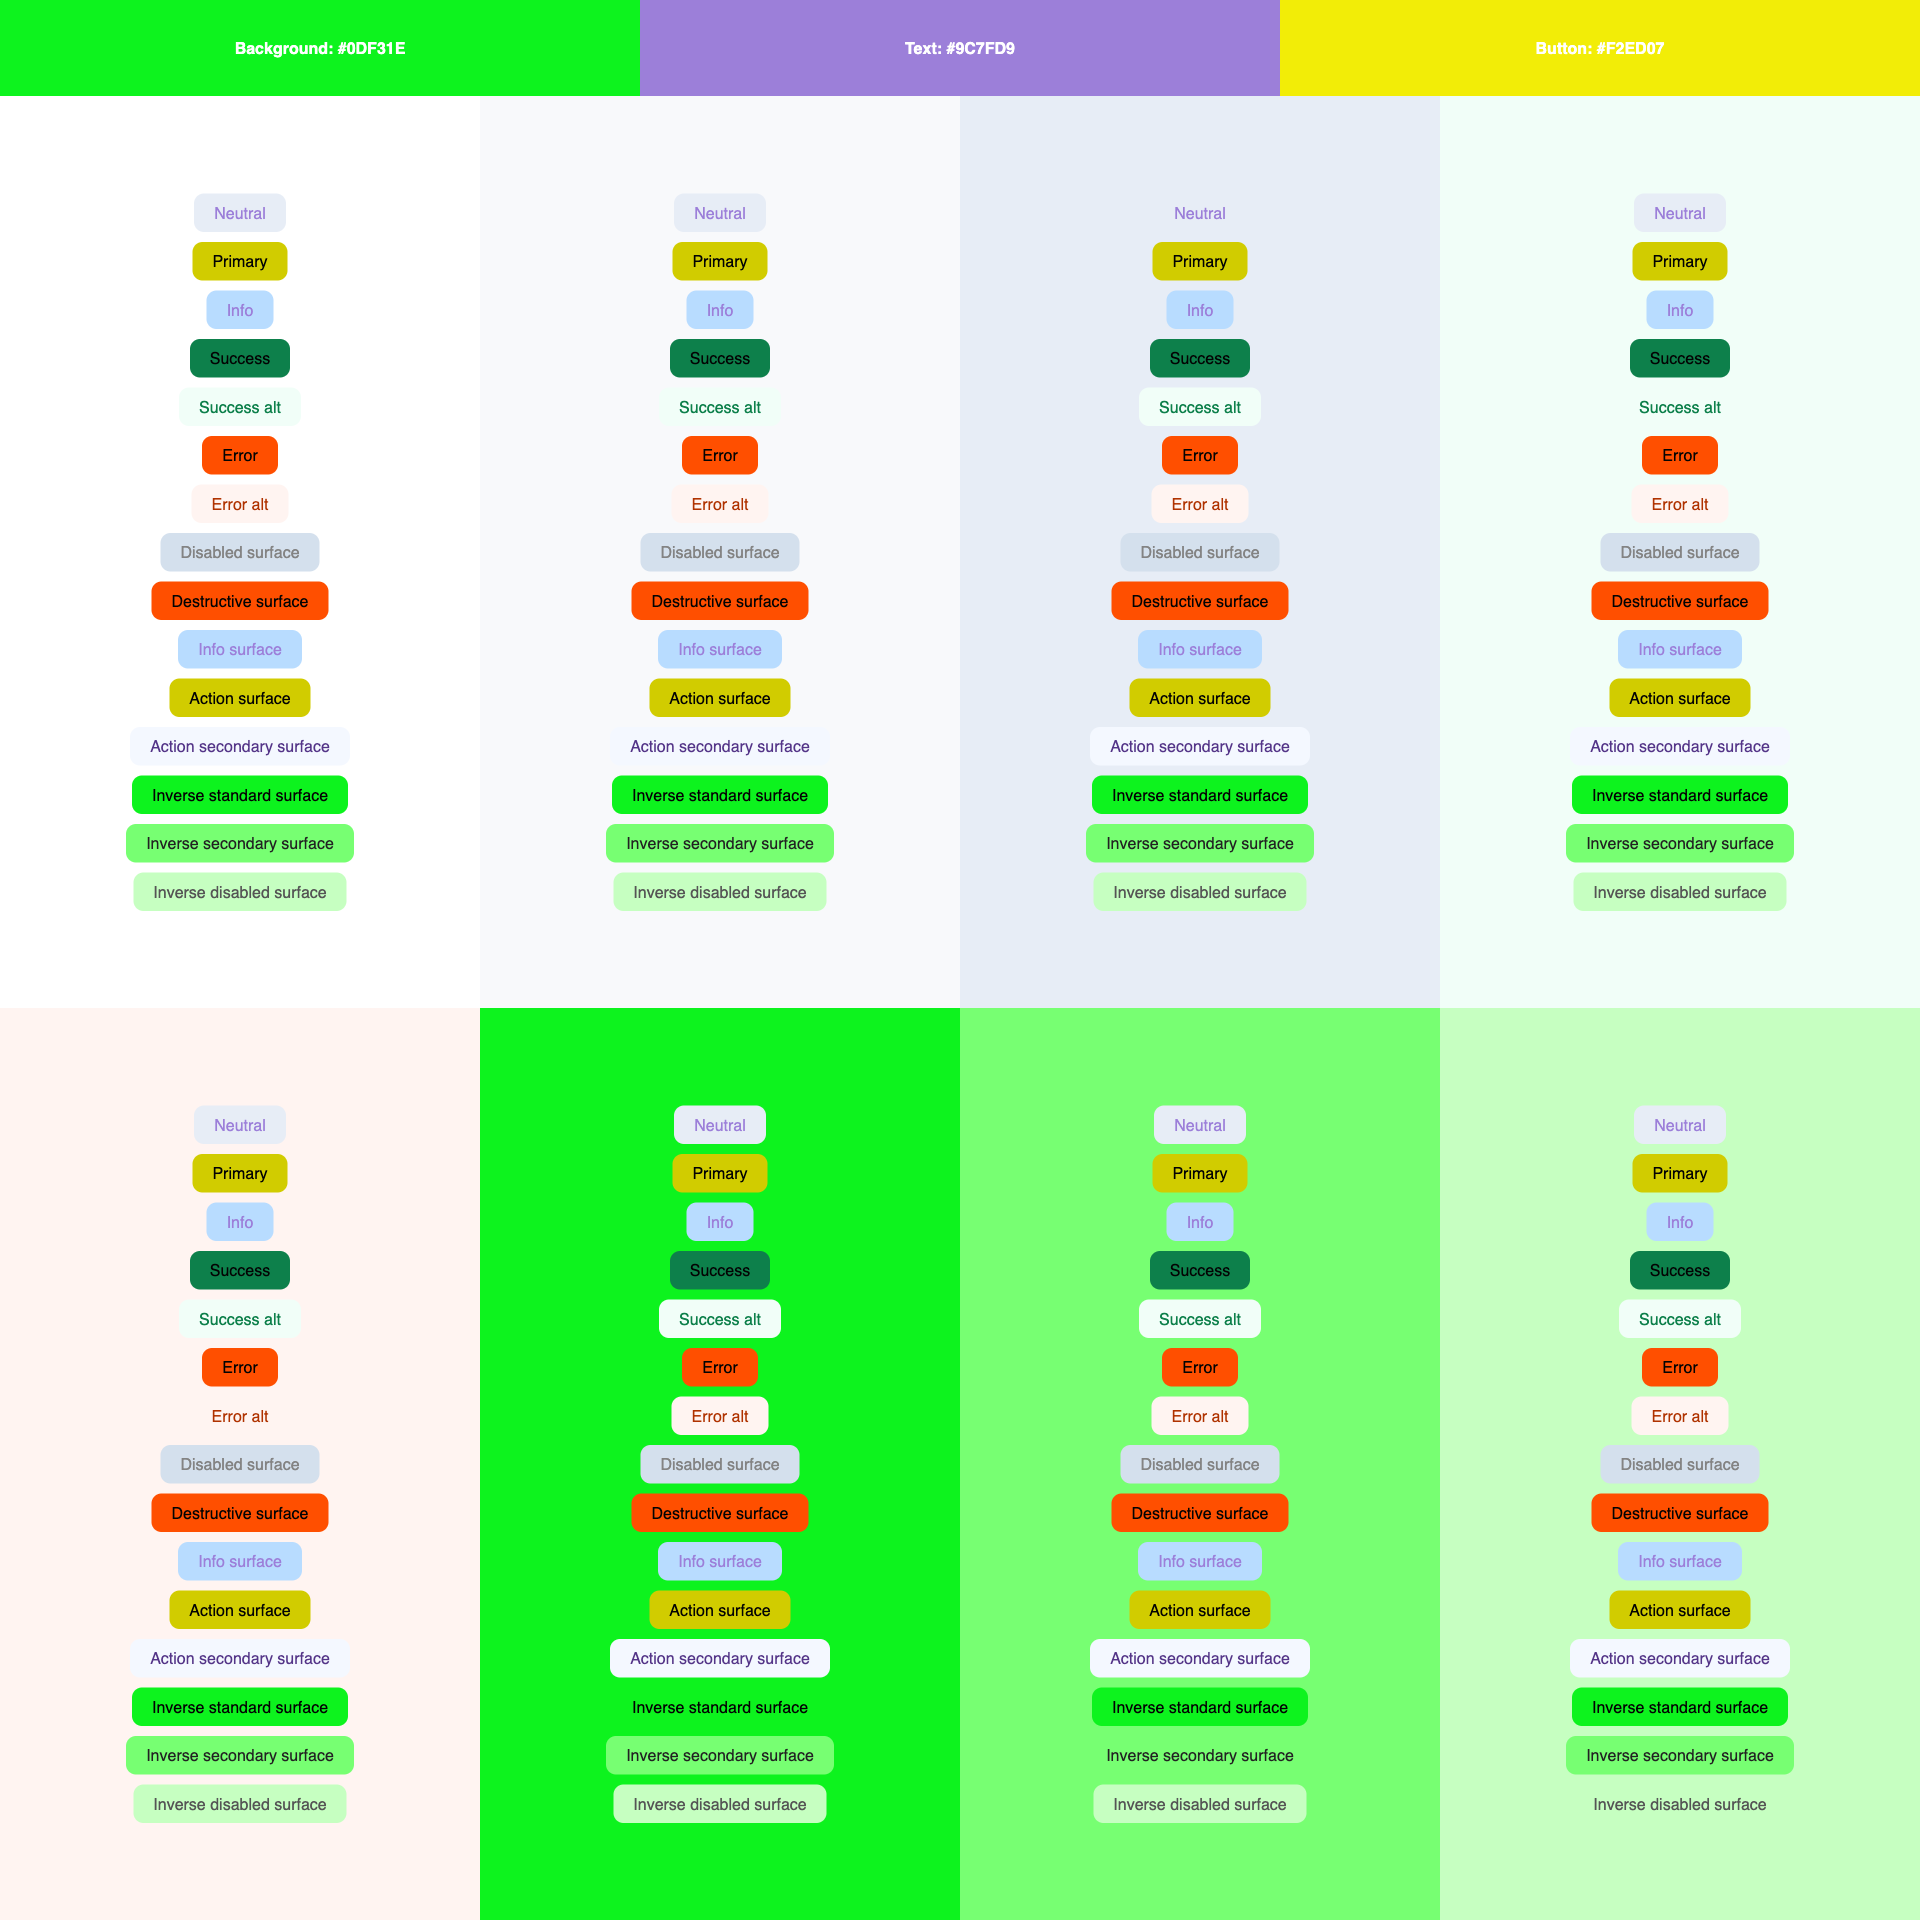 Background: #0DF31E
Text: #9C7FD9
Button: #F2ED07
Neutral
Primary
Info
Success
Success alt
Error
Error alt
Disabled surface
Destructive surface
Info surface
Action surface
Action secondary surface
Inverse standard surface
Inverse secondary surface
Inverse disabled surface
Neutral
Primary
Info
Success
Success alt
Error
Error alt
Disabled surface
Destructive surface
Info surface
Action surface
Action secondary surface
Inverse standard surface
Inverse secondary surface
Inverse disabled surface
Neutral
Primary
Info
Success
Success alt
Error
Error alt
Disabled surface
Destructive surface
Info surface
Action surface
Action secondary surface
Inverse standard surface
Inverse secondary surface
Inverse disabled surface
Neutral
Primary
Info
Success
Success alt
Error
Error alt
Disabled surface
Destructive surface
Info surface
Action surface
Action secondary surface
Inverse standard surface
Inverse secondary surface
Inverse disabled surface
Neutral
Primary
Info
Success
Success alt
Error
Error alt
Disabled surface
Destructive surface
Info surface
Action surface
Action secondary surface
Inverse standard surface
Inverse secondary surface
Inverse disabled surface
Neutral
Primary
Info
Success
Success alt
Error
Error alt
Disabled surface
Destructive surface
Info surface
Action surface
Action secondary surface
Inverse standard surface
Inverse secondary surface
Inverse disabled surface
Neutral
Primary
Info
Success
Success alt
Error
Error alt
Disabled surface
Destructive surface
Info surface
Action surface
Action secondary surface
Inverse standard surface
Inverse secondary surface
Inverse disabled surface
Neutral
Primary
Info
Success
Success alt
Error
Error alt
Disabled surface
Destructive surface
Info surface
Action surface
Action secondary surface
Inverse standard surface
Inverse secondary surface
Inverse disabled surface